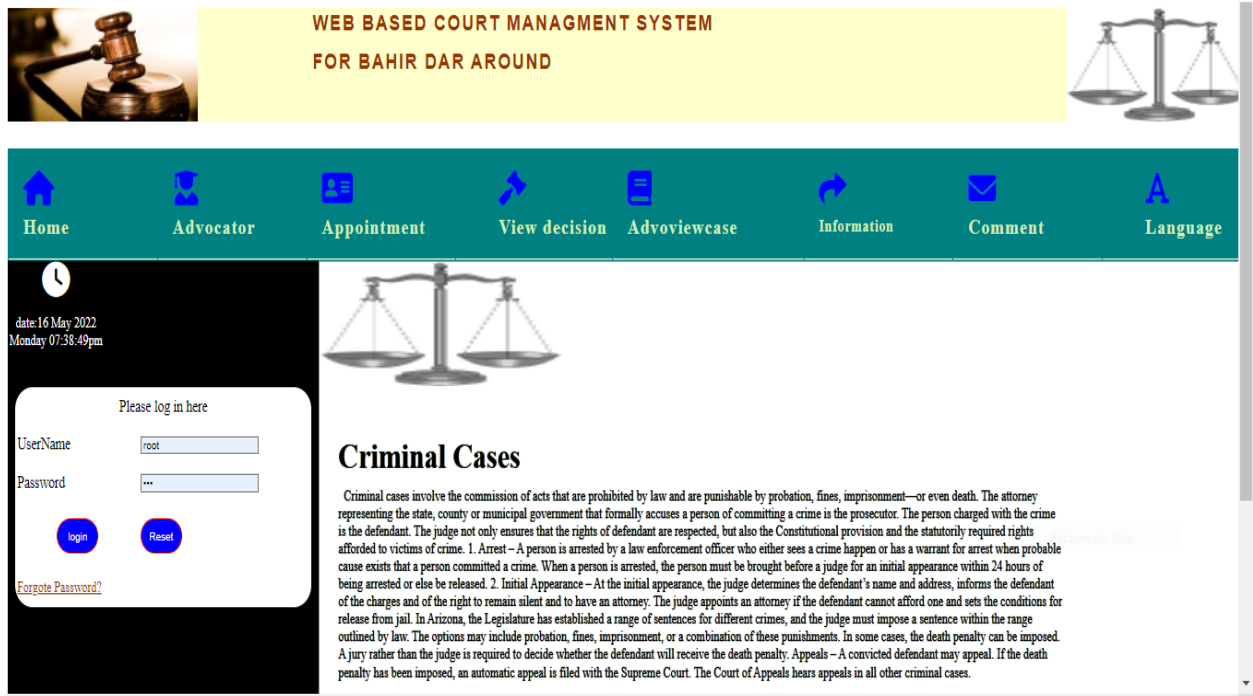 WEB BASED COURT MANAGMENT SYSTEM
FOR BAHIR DAR AROUND
Home
Advocator
Appointment
View decision
Advoviewcase
Information
Comment
Language
date:16 May 2022
Monday 07:38:49pm
Please log in here
UserName
root
Password
•••
login
Reset
Forgote Password?
Criminal Cases
Criminal cases involve the commission of acts that are prohibited by law and are punishable by probation, fines, imprisonment—or even death. The attorney
representing the state, county or municipal government that formally accuses a person of committing a crime is the prosecutor. The person charged with the crime
is the defendant. The judge not only ensures that the rights of defendant are respected, but also the Constitutional provision and the statutorily required rights
afforded to victims of crime. 1. Arrest – A person is arrested by a law enforcement officer who either sees a crime happen or has a warrant for arrest when probable
cause exists that a person committed a crime. When a person is arrested, the person must be brought before a judge for an initial appearance within 24 hours of
being arrested or else be released. 2. Initial Appearance – At the initial appearance, the judge determines the defendant's name and address, informs the defendant
of the charges and of the right to remain silent and to have an attorney. The judge appoints an attorney if the defendant cannot afford one and sets the conditions for
release from jail. In Arizona, the Legislature has established a range of sentences for different crimes, and the judge must impose a sentence within the range
outlined by law. The options may include probation, fines, imprisonment, or a combination of these punishments. In some cases, the death penalty can be imposed.
A jury rather than the judge is required to decide whether the defendant will receive the death penalty. Appeals – A convicted defendant may appeal. If the death
penalty has been imposed, an automatic appeal is filed with the Supreme Court. The Court of Appeals hears appeals in all other criminal cases.
Rectangular Snip